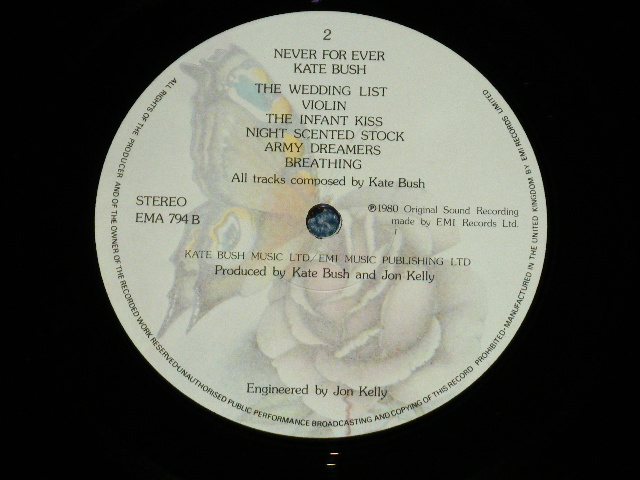 2
NEVER FOR EVER
KATE BUSH
THE WEDDING LIST
VIOLIN
THE INFANT KISS
NIGHT SCENTED STOCK
ARMY DREAMERS
BREATHING
All tracks composed by Kate Bush
STEREO
EMA 794 B
℗1980 Original Sound Recording
made by EMI Records Ltd.
KATE BUSH MUSIC LTD/EMI MUSIC PUBLISHING LTD
Produced by Kate Bush and Jon Kelly
Engineered by Jon Kelly
ALL RIGHTS OF THE PRODUCER AND OF THE OWNER OF THE RECORDED WORK RESERVED·UNAUTHORISED PUBLIC PERFORMANCE BROADCASTING AND COPYING OF THIS RECORD PROHIBITED·MANUFACTURED IN THE UNITED KINGDOM BY EMI RECORDS LIMITED